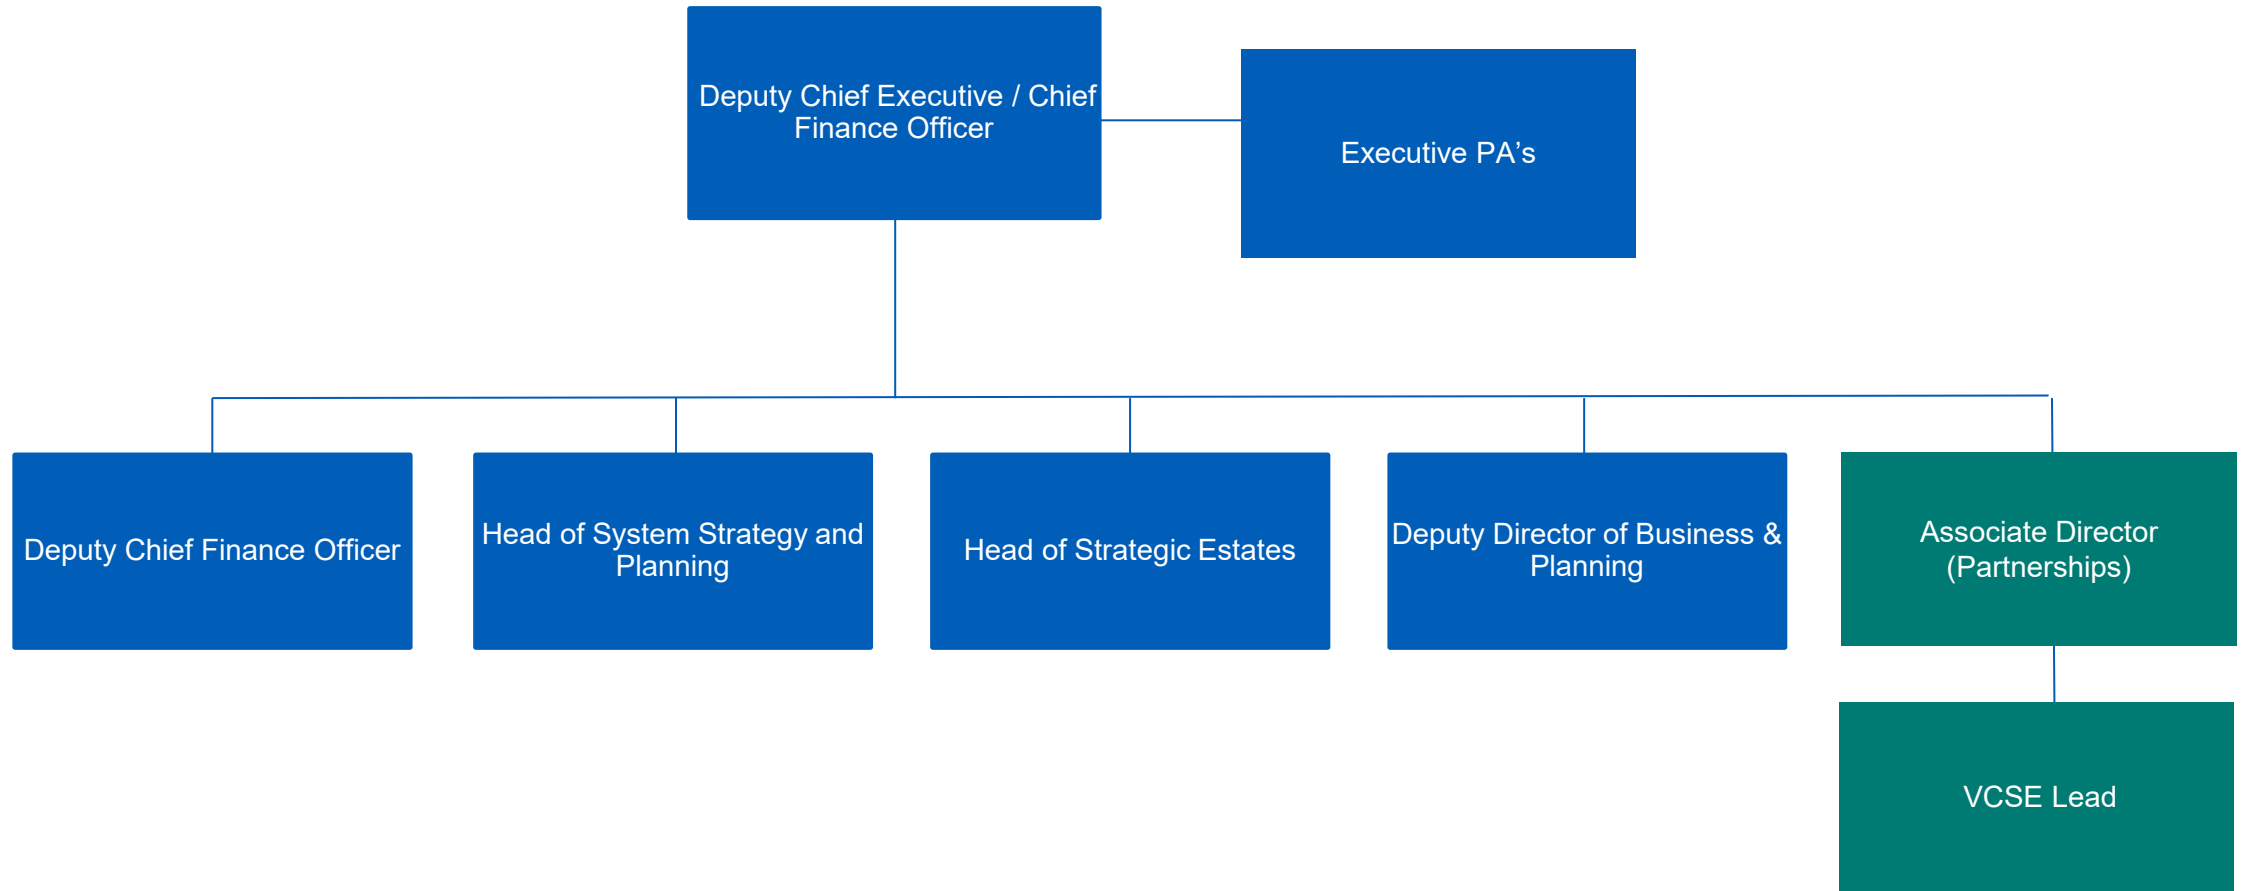 Deputy Chief Executive / Chief
Finance Officer
Executive PA’s
Deputy Chief Finance Officer
Head of System Strategy and
Planning
Head of Strategic Estates
Deputy Director of Business &
Planning
Associate Director
(Partnerships)
VCSE Lead